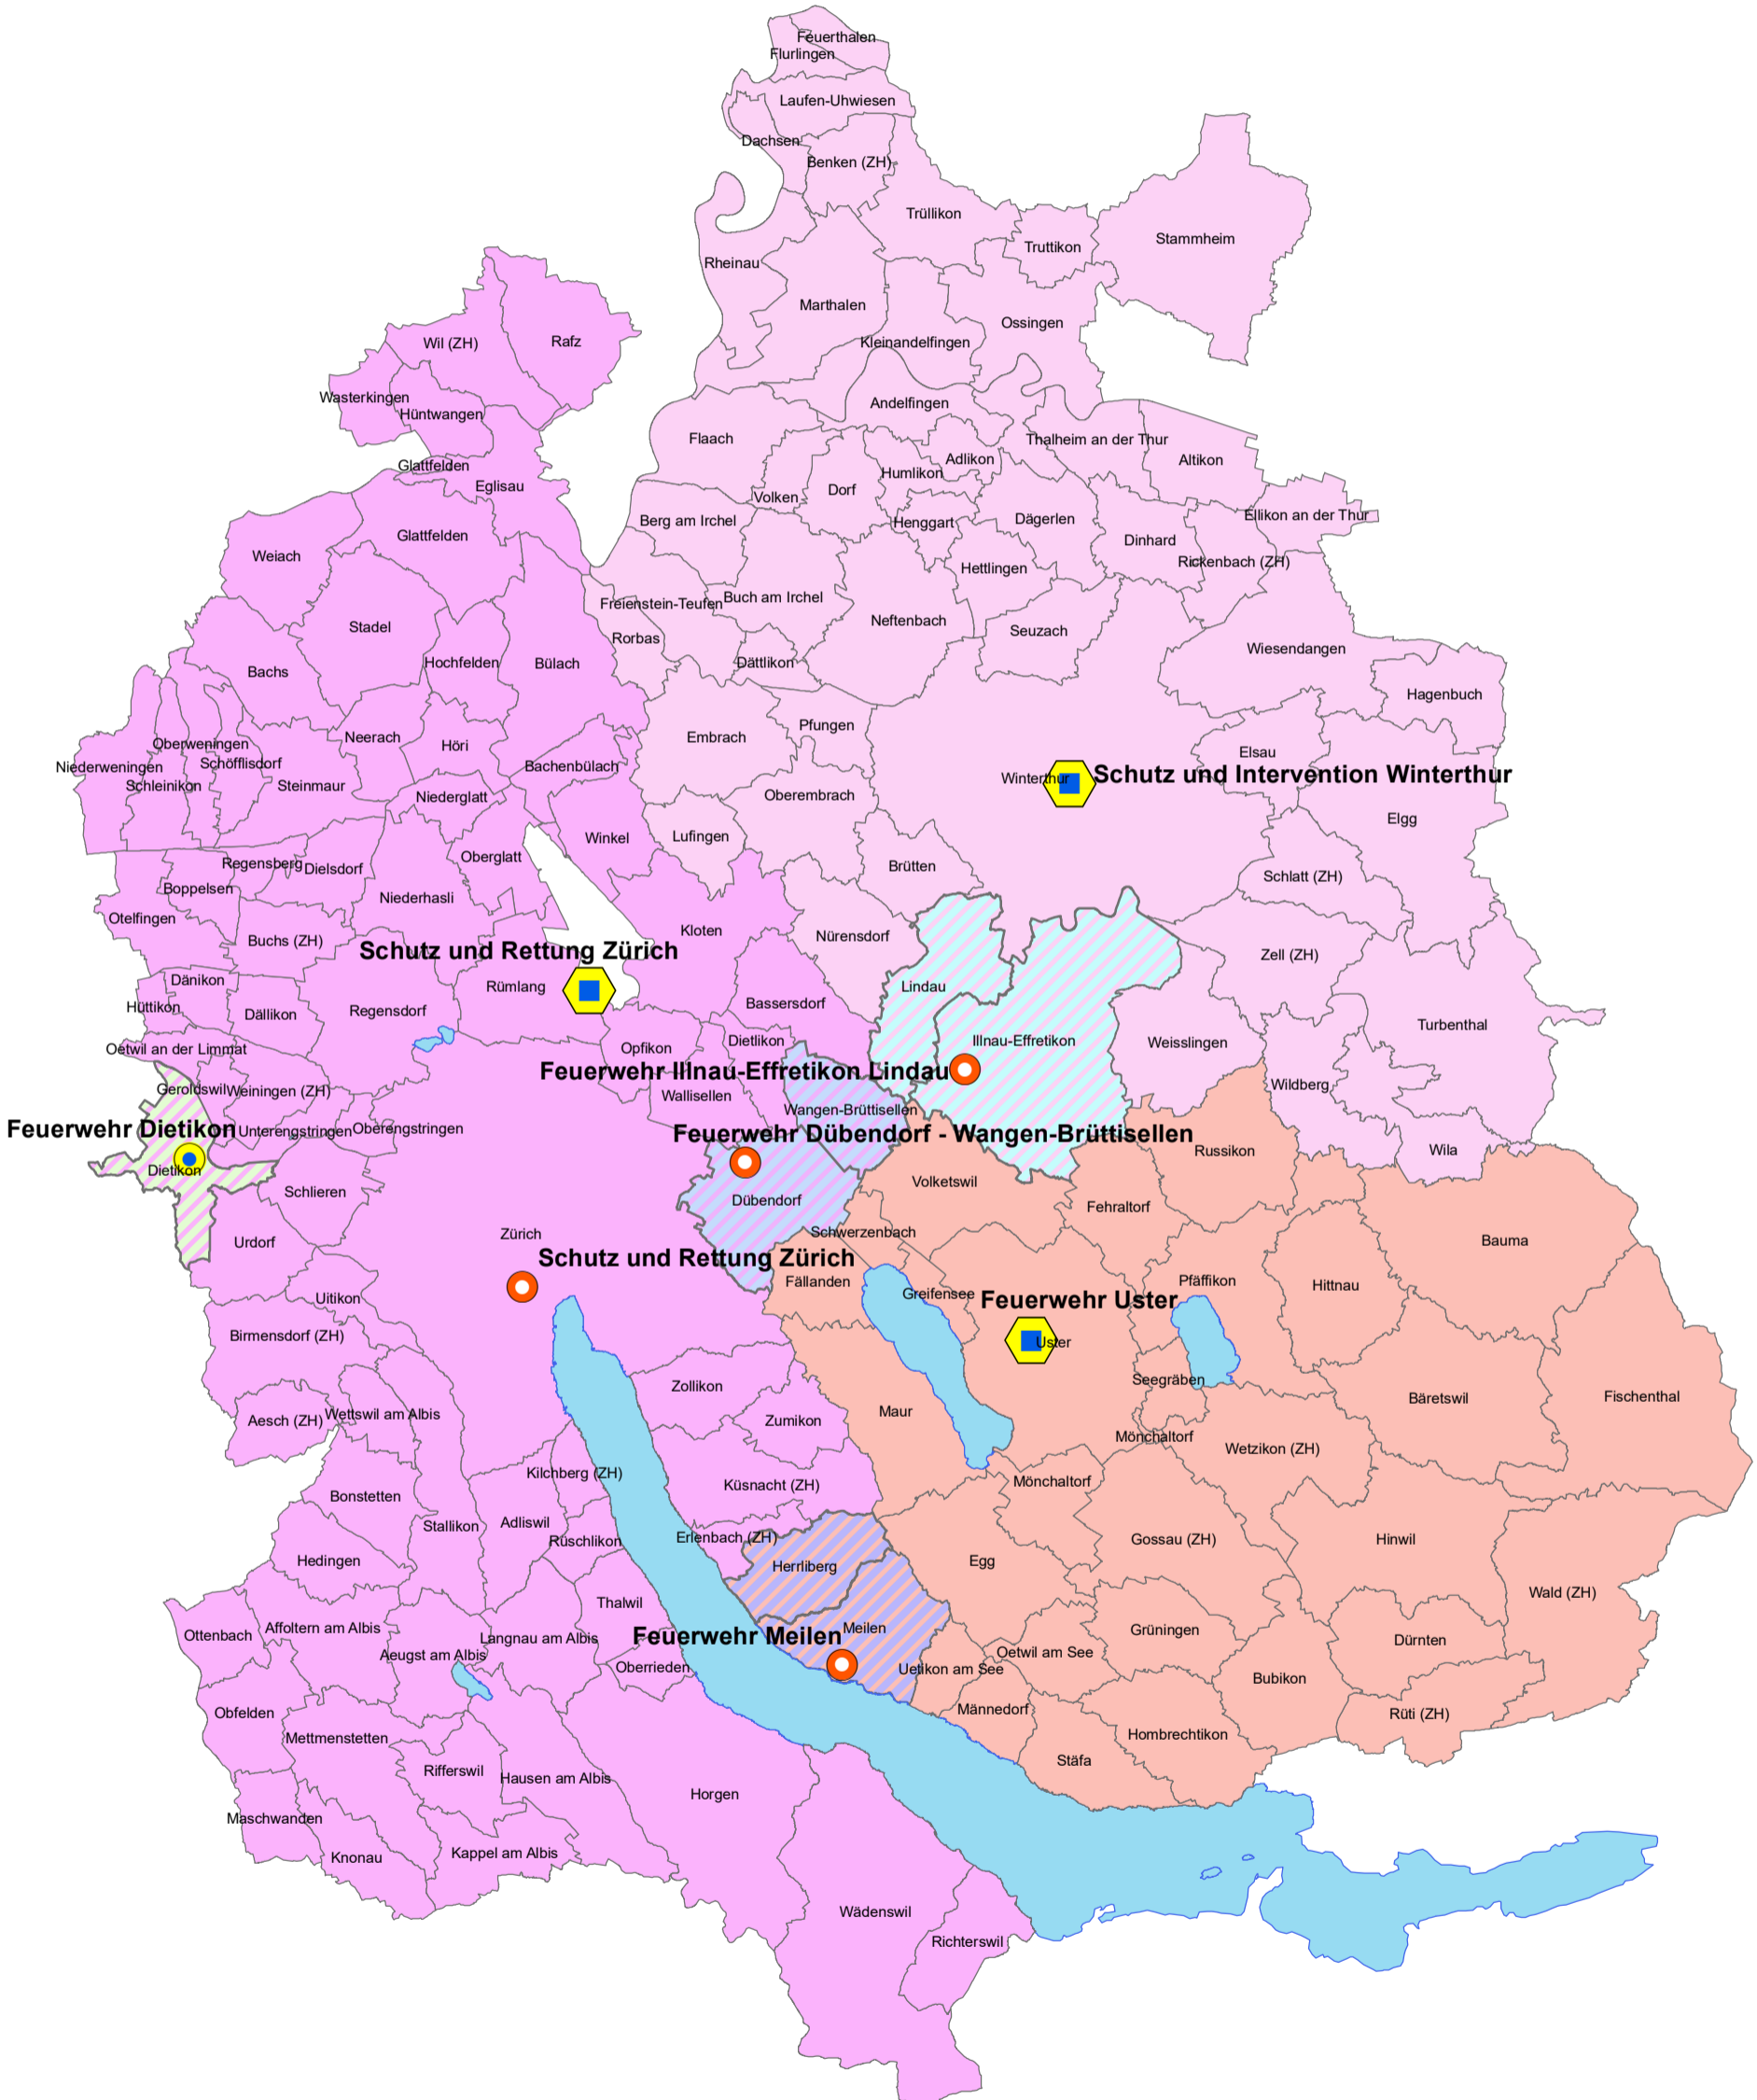 Feuerthalen
Flurlingen
Laufen-Uhwiesen
Dachsen
Benken (ZH)
Trüllikon
Truttikon
Stammheim
Rheinau
Marthalen
Ossingen
Kleinandelfingen
Wil (ZH)
Rafz
Wasterkingen
Hüntwangen
Andelfingen
Flaach
Thalheim an der Thur
Altikon
Adlikon
Humlikon
Glattfelden
Eglisau
Volken
Dorf
Berg am Irchel
Henggart
Dägerlen
Ellikon an der Thur
Glattfelden
Dinhard
Weiach
Rickenbach (ZH)
Hettlingen
Buch am Irchel
Freienstein-Teufen
Neftenbach
Stadel
Seuzach
Rorbas
Wiesendangen
Hochfelden
Bülach
Dättlikon
Bachs
Hagenbuch
Pfungen
Embrach
Neerach
Oberweningen
Höri
Elsau
Schöfflisdorf
Niederweningen
Bachenbülach
Schutz und Intervention Winterthur
Winterthur
Schleinikon
Steinmaur
Niederglatt
Oberembrach
Elgg
Winkel
Lufingen
Oberglatt
Regensberg
Dielsdorf
Brütten
Schlatt (ZH)
Boppelsen
Niederhasli
Otelfingen
Kloten
Nürensdorf
Buchs (ZH)
Schutz und Rettung Zürich
Zell (ZH)
Dänikon
Rümlang
Lindau
Hüttikon
Bassersdorf
Regensdorf
Dällikon
Turbenthal
Dietlikon
Illnau-Effretikon
Weisslingen
Oetwil an der Limmat
Opfikon
Feuerwehr Illnau-Effretikon Lindau
Wildberg
Geroldswil
Weiningen (ZH)
Wallisellen
Wangen-Brüttisellen
Feuerwehr Dietikon
Unterengstringen
Oberengstringen
Feuerwehr Dübendorf - Wangen-Brüttisellen
Russikon
Wila
Dietikon
Volketswil
Schlieren
Dübendorf
Fehraltorf
Zürich
Schwerzenbach
Urdorf
Bauma
Schutz und Rettung Zürich
Fällanden
Pfäffikon
Hittnau
Greifensee
Uitikon
Feuerwehr Uster
Birmensdorf (ZH)
Uster
Seegräben
Zollikon
Bäretswil
Fischenthal
Aesch (ZH)
Wettswil am Albis
Maur
Zumikon
Mönchaltorf
Wetzikon (ZH)
Kilchberg (ZH)
Mönchaltorf
Küsnacht (ZH)
Bonstetten
Stallikon
Adliswil
Erlenbach (ZH)
Rüschlikon
Gossau (ZH)
Hinwil
Hedingen
Egg
Herrliberg
Wald (ZH)
Thalwil
Ottenbach
Affoltern am Albis
Langnau am Albis
Feuerwehr Meilen
Meilen
Grüningen
Dürnten
Aeugst am Albis
Oetwil am See
Oberrieden
Uetikon am See
Bubikon
Obfelden
Männedorf
Rüti (ZH)
Mettmenstetten
Hombrechtikon
Stäfa
Rifferswil
Hausen am Albis
Horgen
Maschwanden
Kappel am Albis
Knonau
Wädenswil
Richterswil